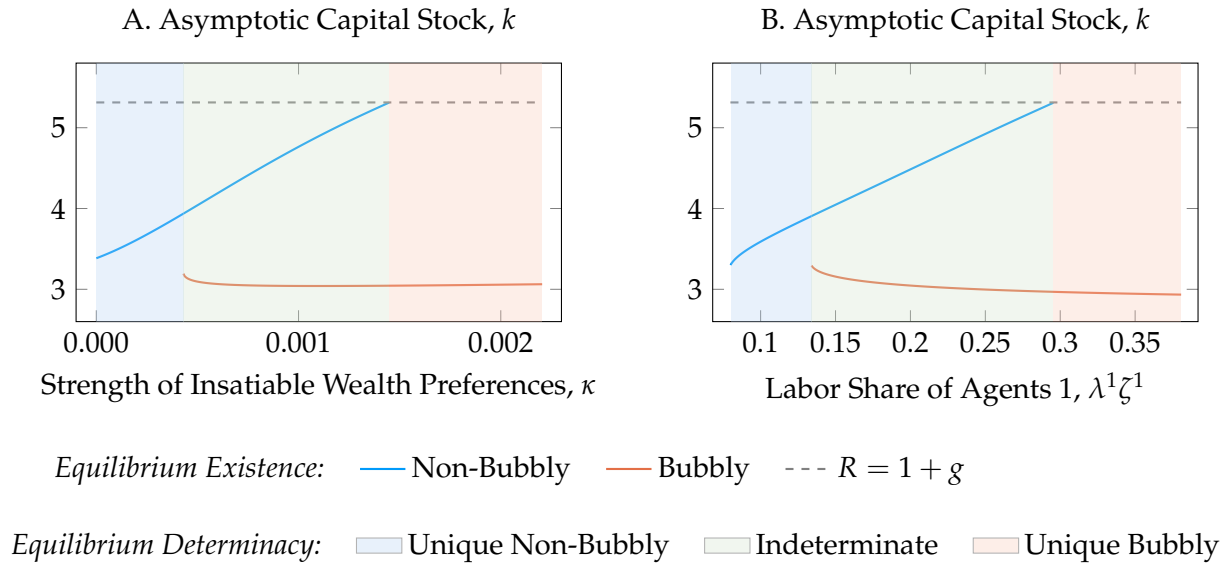 A. Asymptotic Capital Stock, k
5
4
3
0.000 0.001 0.002
Strength of Insatiable Wealth Preferences, κ
B. Asymptotic Capital Stock, k
5
4
3
0.1 0.15 0.2 0.25 0.3 0.35
Labor Share of Agents 1, λ¹ζ¹
Equilibrium Existence: Non-Bubbly Bubbly R = 1 + g
Equilibrium Determinacy: Unique Non-Bubbly Indeterminate Unique Bubbly